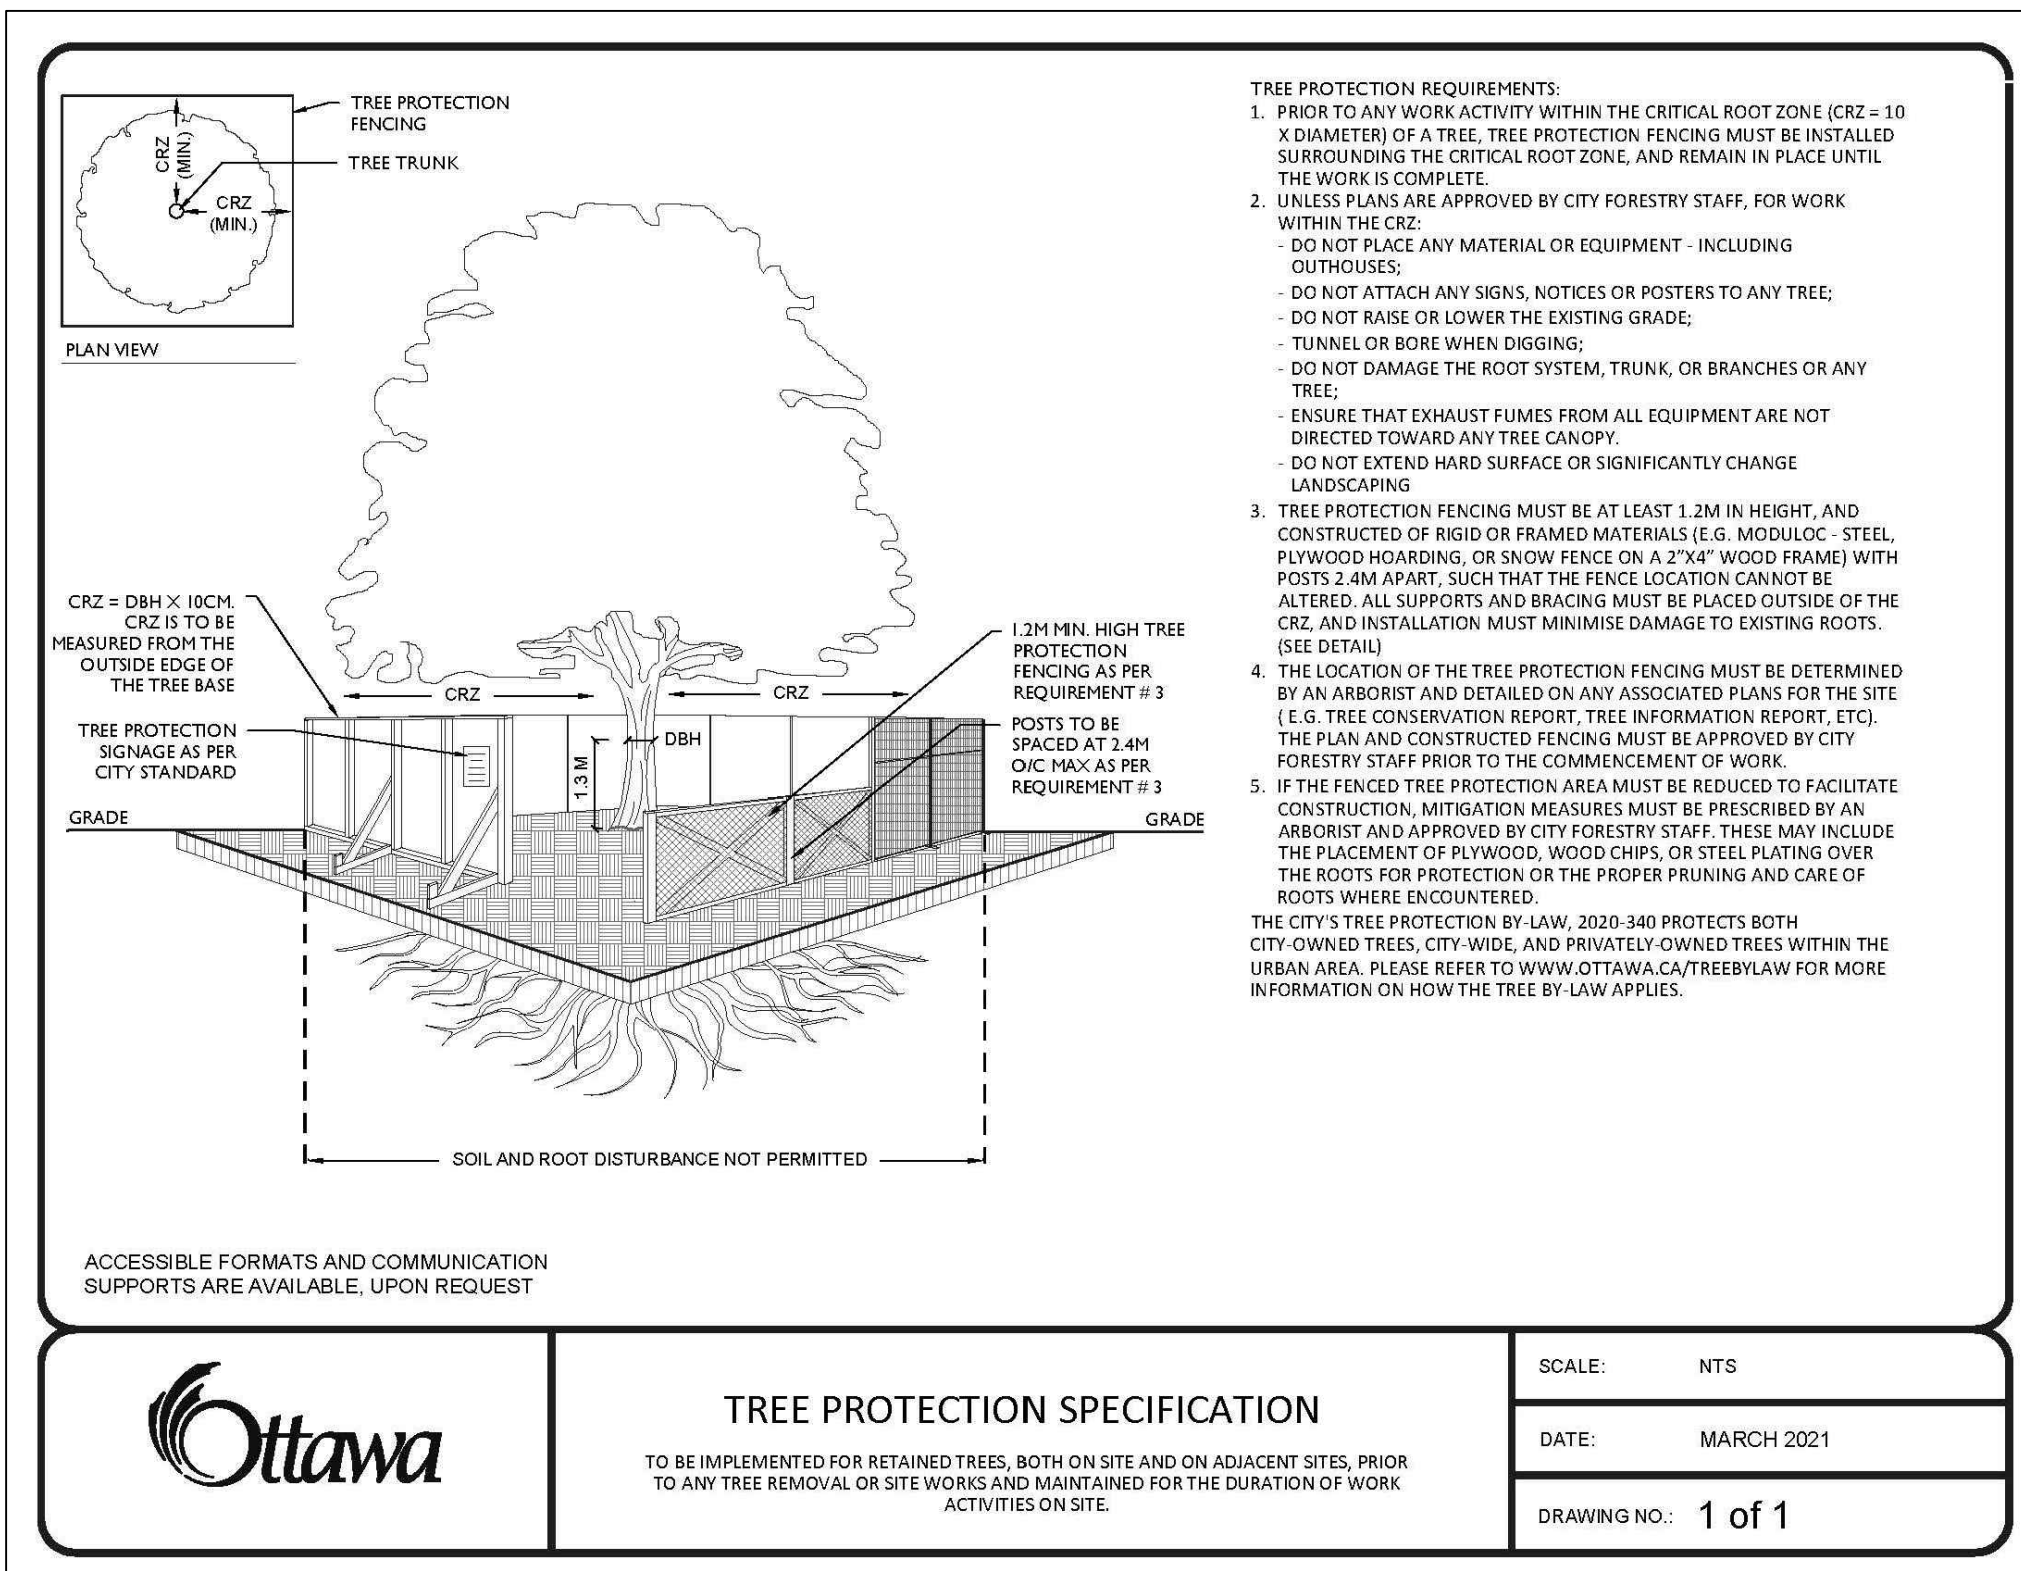 TREE PROTECTION
FENCING
TREE TRUNK
CRZ
(MIN.)
CRZ
(MIN.)
PLAN VIEW
CRZ = DBH X 10CM.
CRZ IS TO BE
MEASURED FROM THE
OUTSIDE EDGE OF
THE TREE BASE
TREE PROTECTION
SIGNAGE AS PER
CITY STANDARD
GRADE
CRZ
CRZ
DBH
1.3 M
1.2M MIN. HIGH TREE
PROTECTION
FENCING AS PER
REQUIREMENT # 3
POSTS TO BE
SPACED AT 2.4M
O/C MAX AS PER
REQUIREMENT # 3
GRADE
SOIL AND ROOT DISTURBANCE NOT PERMITTED
TREE PROTECTION REQUIREMENTS:
1. PRIOR TO ANY WORK ACTIVITY WITHIN THE CRITICAL ROOT ZONE (CRZ = 10
X DIAMETER) OF A TREE, TREE PROTECTION FENCING MUST BE INSTALLED
SURROUNDING THE CRITICAL ROOT ZONE, AND REMAIN IN PLACE UNTIL
THE WORK IS COMPLETE.
2. UNLESS PLANS ARE APPROVED BY CITY FORESTRY STAFF, FOR WORK
WITHIN THE CRZ:
- DO NOT PLACE ANY MATERIAL OR EQUIPMENT - INCLUDING
OUTHOUSES;
- DO NOT ATTACH ANY SIGNS, NOTICES OR POSTERS TO ANY TREE;
- DO NOT RAISE OR LOWER THE EXISTING GRADE;
- TUNNEL OR BORE WHEN DIGGING;
- DO NOT DAMAGE THE ROOT SYSTEM, TRUNK, OR BRANCHES OR ANY
TREE;
- ENSURE THAT EXHAUST FUMES FROM ALL EQUIPMENT ARE NOT
DIRECTED TOWARD ANY TREE CANOPY.
- DO NOT EXTEND HARD SURFACE OR SIGNIFICANTLY CHANGE
LANDSCAPING
3. TREE PROTECTION FENCING MUST BE AT LEAST 1.2M IN HEIGHT, AND
CONSTRUCTED OF RIGID OR FRAMED MATERIALS (E.G. MODULOC - STEEL,
PLYWOOD HOARDING, OR SNOW FENCE ON A 2"X4" WOOD FRAME) WITH
POSTS 2.4M APART, SUCH THAT THE FENCE LOCATION CANNOT BE
ALTERED. ALL SUPPORTS AND BRACING MUST BE PLACED OUTSIDE OF THE
CRZ, AND INSTALLATION MUST MINIMISE DAMAGE TO EXISTING ROOTS.
(SEE DETAIL)
4. THE LOCATION OF THE TREE PROTECTION FENCING MUST BE DETERMINED
BY AN ARBORIST AND DETAILED ON ANY ASSOCIATED PLANS FOR THE SITE
( E.G. TREE CONSERVATION REPORT, TREE INFORMATION REPORT, ETC).
THE PLAN AND CONSTRUCTED FENCING MUST BE APPROVED BY CITY
FORESTRY STAFF PRIOR TO THE COMMENCEMENT OF WORK.
5. IF THE FENCED TREE PROTECTION AREA MUST BE REDUCED TO FACILITATE
CONSTRUCTION, MITIGATION MEASURES MUST BE PRESCRIBED BY AN
ARBORIST AND APPROVED BY CITY FORESTRY STAFF. THESE MAY INCLUDE
THE PLACEMENT OF PLYWOOD, WOOD CHIPS, OR STEEL PLATING OVER
THE ROOTS FOR PROTECTION OR THE PROPER PRUNING AND CARE OF
ROOTS WHERE ENCOUNTERED.
THE CITY'S TREE PROTECTION BY-LAW, 2020-340 PROTECTS BOTH
CITY-OWNED TREES, CITY-WIDE, AND PRIVATELY-OWNED TREES WITHIN THE
URBAN AREA. PLEASE REFER TO WWW.OTTAWA.CA/TREEBYLAW FOR MORE
INFORMATION ON HOW THE TREE BY-LAW APPLIES.
ACCESSIBLE FORMATS AND COMMUNICATION
SUPPORTS ARE AVAILABLE, UPON REQUEST
Ottawa
TREE PROTECTION SPECIFICATION
TO BE IMPLEMENTED FOR RETAINED TREES, BOTH ON SITE AND ON ADJACENT SITES, PRIOR
TO ANY TREE REMOVAL OR SITE WORKS AND MAINTAINED FOR THE DURATION OF WORK
ACTIVITIES ON SITE.
SCALE: NTS
DATE: MARCH 2021
DRAWING NO.: 1 of 1